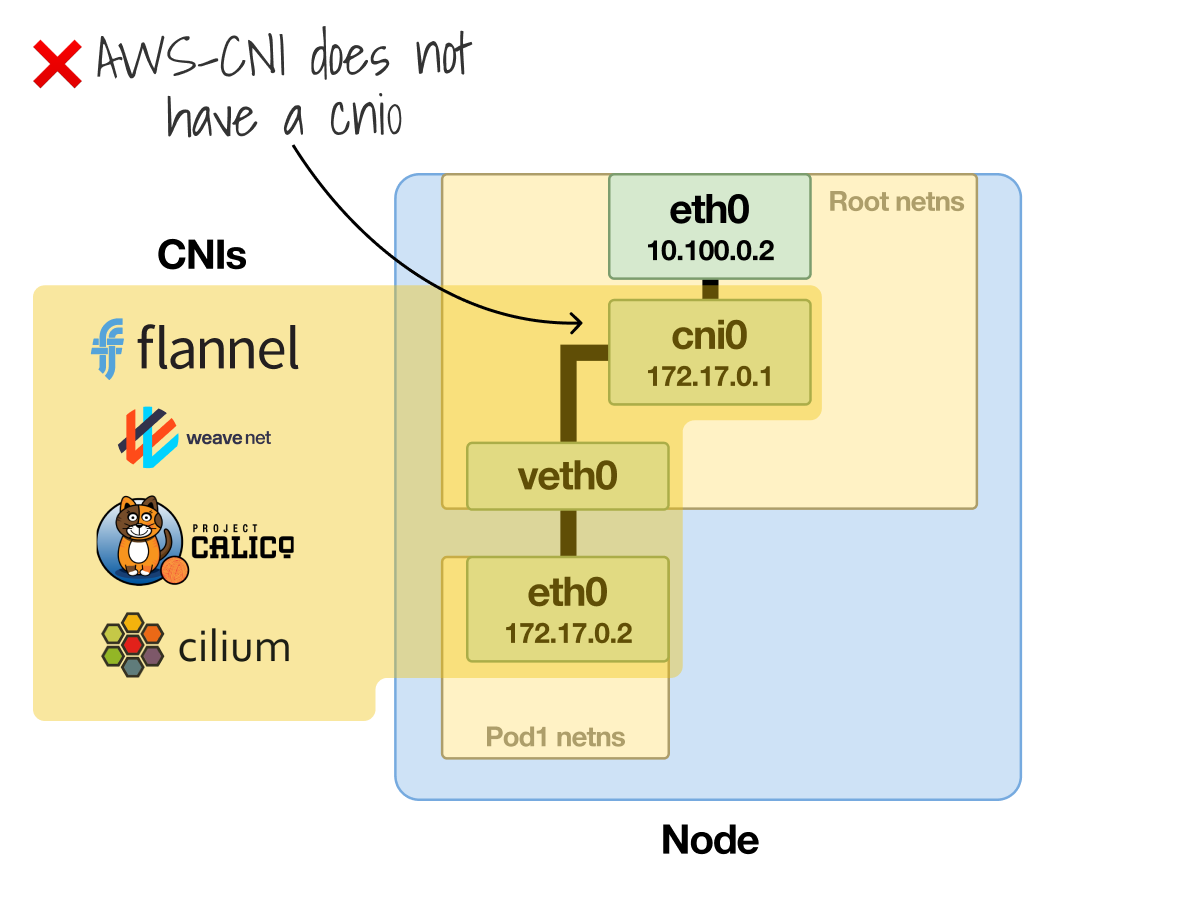 AWS-CNI does not
have a cni0
eth0
10.100.0.2
Root netns
CNIs
flannel
cni0
172.17.0.1
weave net
veth0
PROJECT
CALICO
eth0
172.17.0.2
cilium
Pod1 netns
Node